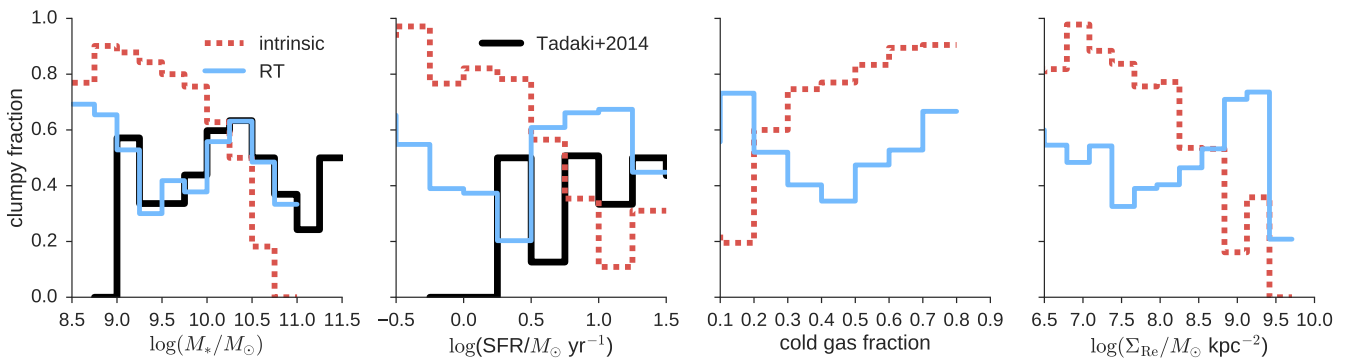 clumpy fraction
1.0
0.8
0.6
0.4
0.2
0.0
intrinsic
RT
Tadaki+2014
8.5 9.0 9.5 10.0 10.5 11.0 11.5
log(M*/M⊙)
−0.5 0.0 0.5 1.0 1.5
log(SFR/M⊙ yr⁻¹)
0.1 0.2 0.3 0.4 0.5 0.6 0.7 0.8 0.9
cold gas fraction
6.5 7.0 7.5 8.0 8.5 9.0 9.5 10.0
log(Σ_Re/M⊙ kpc⁻²)